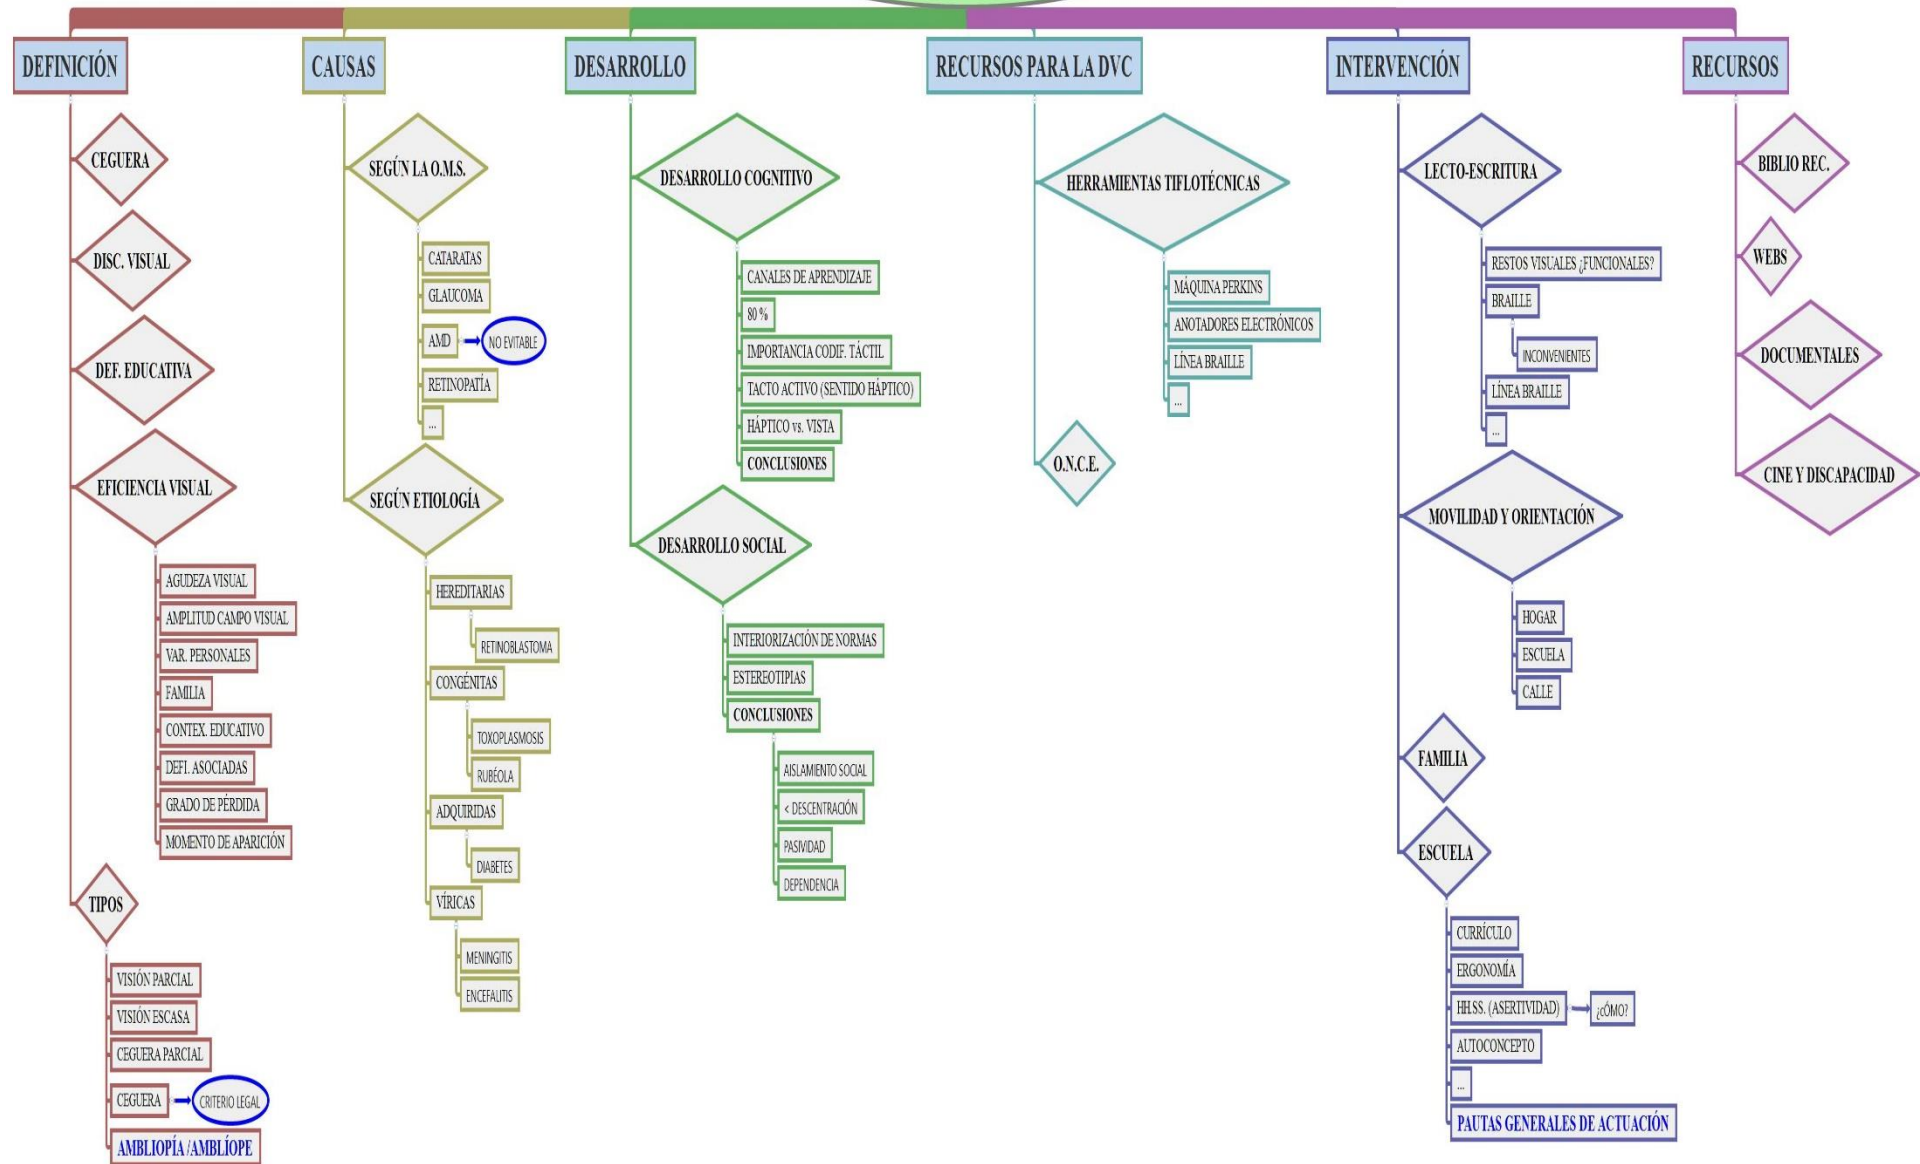 DEFINICIÓN
CEGUERA
DISC. VISUAL
DEF. EDUCATIVA
EFICIENCIA VISUAL
AGUDEZA VISUAL
AMPLITUD CAMPO VISUAL
VAR. PERSONALES
FAMILIA
CONTEX. EDUCATIVO
DEFI. ASOCIADAS
GRADO DE PÉRDIDA
MOMENTO DE APARICIÓN
TIPOS
VISIÓN PARCIAL
VISIÓN ESCASA
CEGUERA PARCIAL
CEGUERA
CRITERIO LEGAL
AMBLIOPÍA /AMBLÍOPE
CAUSAS
SEGÚN LA O.M.S.
CATARATAS
GLAUCOMA
AMD
NO EVITABLE
RETINOPATÍA
...
SEGÚN ETIOLOGÍA
HEREDITARIAS
RETINOBLASTOMA
CONGÉNITAS
TOXOPLASMOSIS
RUBÉOLA
ADQUIRIDAS
DIABETES
VÍRICAS
MENINGITIS
ENCEFALITIS
DESARROLLO
DESARROLLO COGNITIVO
CANALES DE APRENDIZAJE
80 %
IMPORTANCIA CODIF. TÁCTIL
TACTO ACTIVO (SENTIDO HÁPTICO)
HÁPTICO vs. VISTA
CONCLUSIONES
DESARROLLO SOCIAL
INTERIORIZACIÓN DE NORMAS
ESTEREOTIPIAS
CONCLUSIONES
AISLAMIENTO SOCIAL
< DESCENTRACIÓN
PASIVIDAD
DEPENDENCIA
RECURSOS PARA LA DVC
HERRAMIENTAS TIFLOTÉCNICAS
MÁQUINA PERKINS
ANOTADORES ELECTRÓNICOS
LÍNEA BRAILLE
...
O.N.C.E.
INTERVENCIÓN
LECTO-ESCRITURA
RESTOS VISUALES ¿FUNCIONALES?
BRAILLE
INCONVENIENTES
LÍNEA BRAILLE
...
MOVILIDAD Y ORIENTACIÓN
HOGAR
ESCUELA
CALLE
FAMILIA
ESCUELA
CURRÍCULO
ERGONOMÍA
HH.SS. (ASERTIVIDAD)
¿cÓMO?
AUTOCONCEPTO
...
PAUTAS GENERALES DE ACTUACIÓN
RECURSOS
BIBLIO REC.
WEBS
DOCUMENTALES
CINE Y DISCAPACIDAD